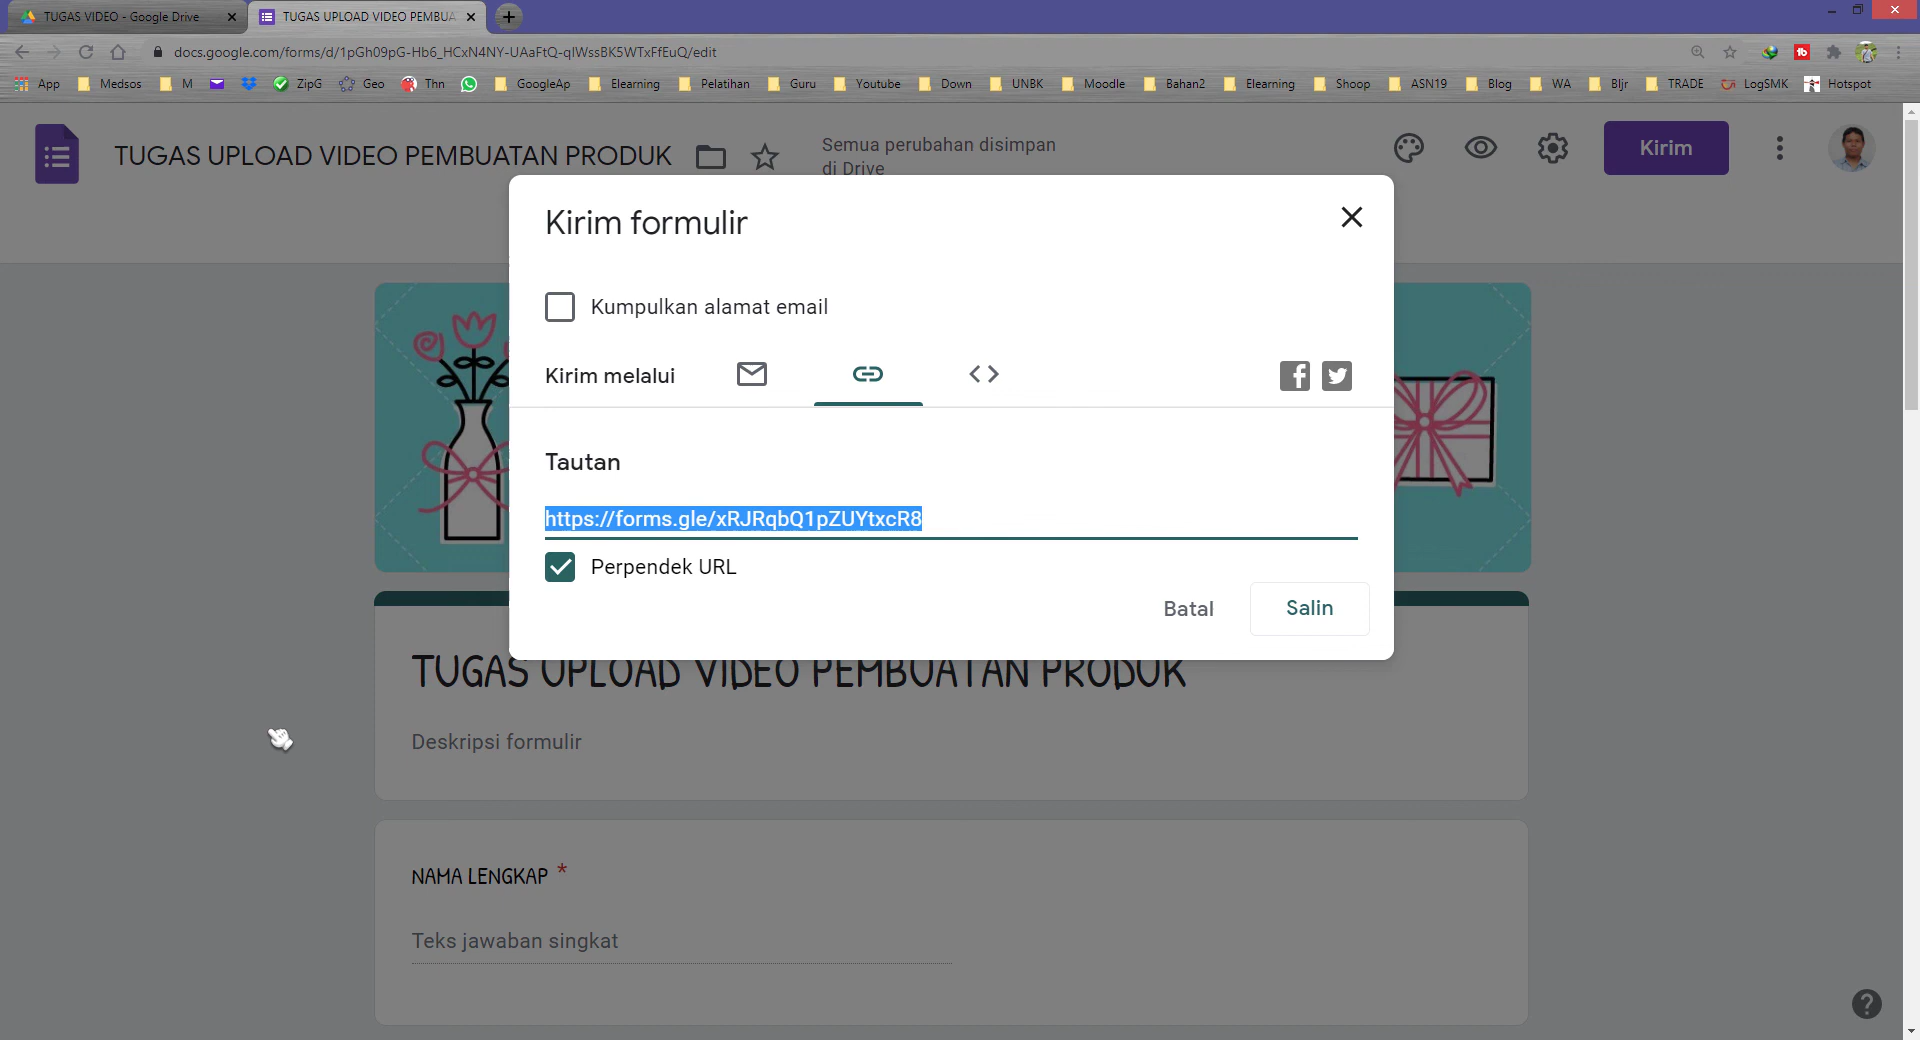 TUGAS VIDEO - Google Drive
TUGAS UPLOAD VIDEO PEMBUA
docs.google.com/forms/d/1pGh09pG-Hb6_HCxN4NY-UAaFtQ-qIWssBK5WTxFfEuQ/edit
App Medsos M ZipG Geo Thn GoogleAp Elearning Pelatihan Guru Youtube Down UNBK Moodle Bahan2 Elearning Shoop ASN19 Blog WA Bljr TRADE LogSMK Hotspot
TUGAS UPLOAD VIDEO PEMBUATAN PRODUK
Semua perubahan disimpan
di Drive
Kirim
Kirim formulir
Kumpulkan alamat email
Kirim melalui
Tautan
https://forms.gle/xRJRqbQ1pZUYtxcR8
Perpendek URL
Batal
Salin
TUGAS UPLOAD VIDEO PEMBUATAN PRODUK
Deskripsi formulir
NAMA LENGKAP *
Teks jawaban singkat